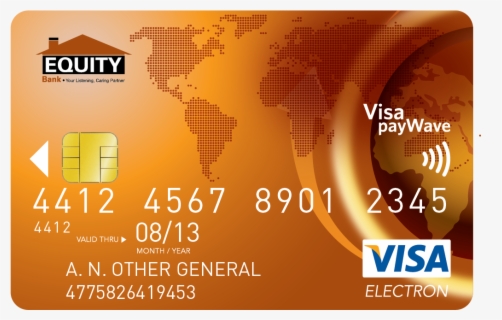 EQUITY
Bank • Your Listening, Caring Partner
Visa
payWave
4412 4567 8901 2345
4412
VALID THRU 08/13
MONTH / YEAR
A. N. OTHER GENERAL
4775826419453
VISA
ELECTRON